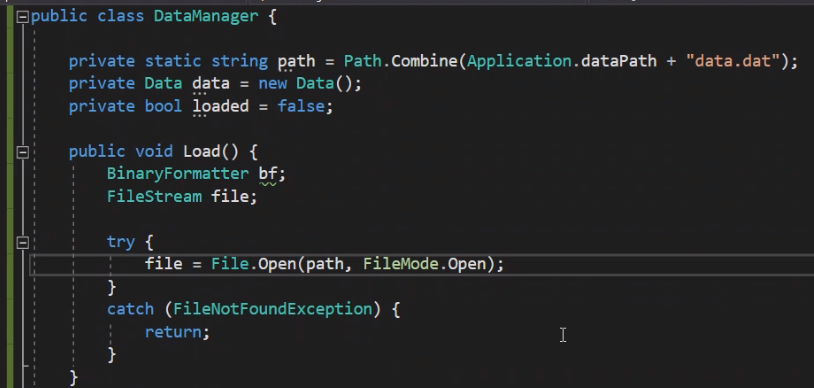 public class DataManager {
private static string path = Path.Combine(Application.dataPath + "data.dat");
private Data data = new Data();
private bool loaded = false;
public void Load() {
BinaryFormatter bf;
FileStream file;
try {
file = File.Open(path, FileMode.Open);
}
catch (FileNotFoundException) {
return;
}
}